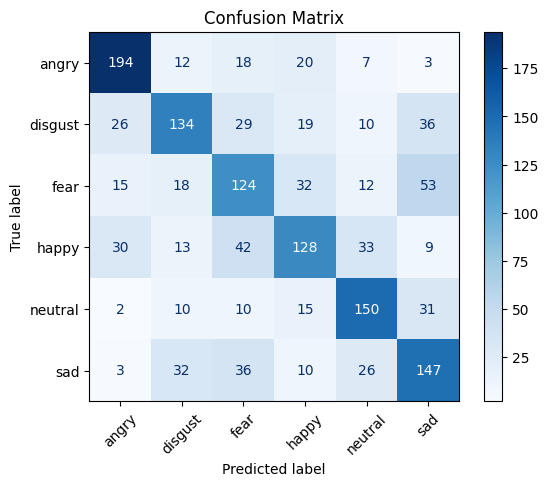 Confusion Matrix
True label
angry 194 12 18 20 7 3
disgust 26 134 29 19 10 36
fear 15 18 124 32 12 53
happy 30 13 42 128 33 9
neutral 2 10 10 15 150 31
sad 3 32 36 10 26 147
angry disgust fear happy neutral sad
Predicted label
175
150
125
100
75
50
25